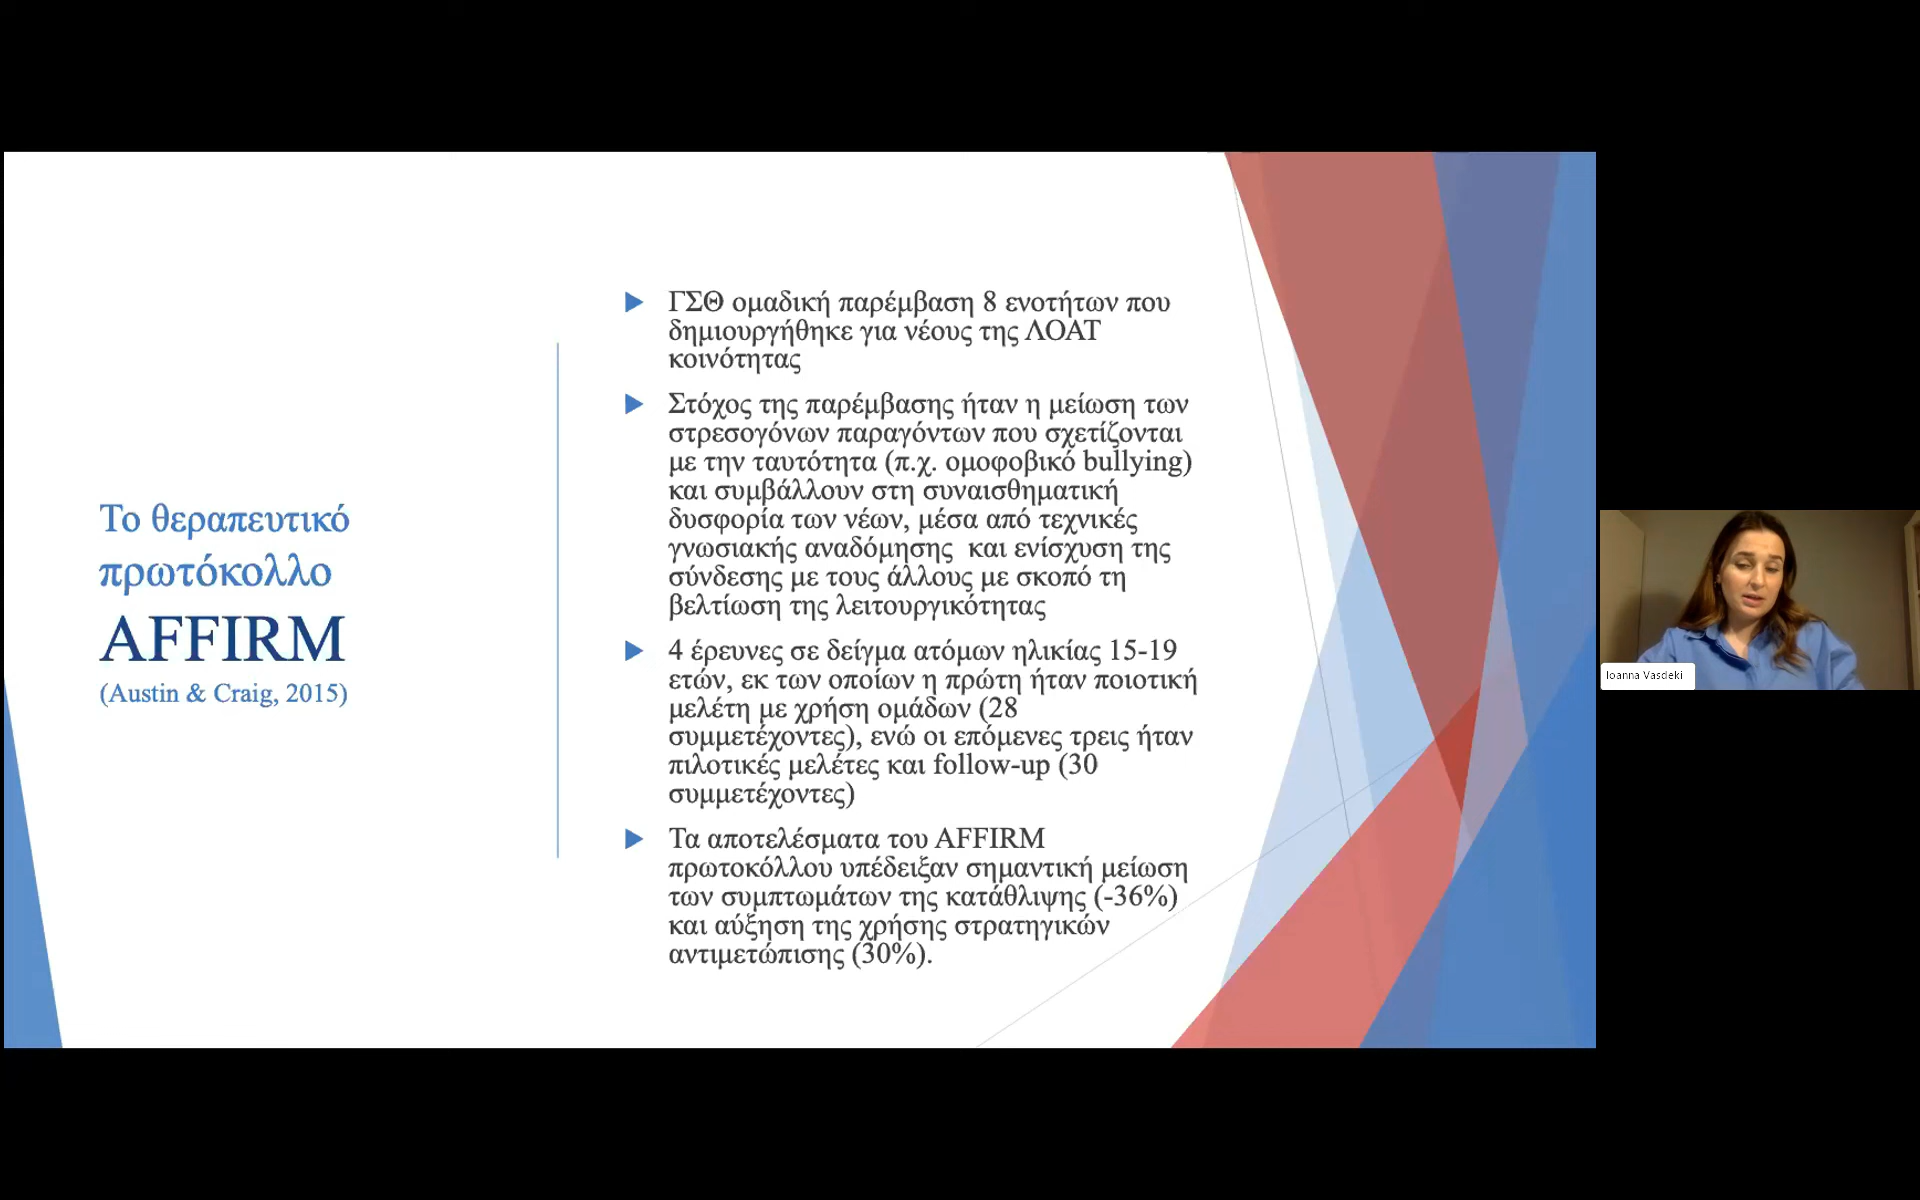 Το θεραπευτικό
πρωτόκολλο
AFFIRM
(Austin & Craig, 2015)
ΓΣΘ ομαδική παρέμβαση 8 ενοτήτων που
δημιουργήθηκε για νέους της ΛΟΑΤ
κοινότητας
Στόχος της παρέμβασης ήταν η μείωση των
στρεσογόνων παραγόντων που σχετίζονται
με την ταυτότητα (π.χ. ομοφοβικό bullying)
και συμβάλλουν στη συναισθηματική
δυσφορία των νέων, μέσα από τεχνικές
γνωσιακής αναδόμησης και ενίσχυση της
σύνδεσης με τους άλλους με σκοπό τη
βελτίωση της λειτουργικότητας
4 έρευνες σε δείγμα ατόμων ηλικίας 15-19
ετών, εκ των οποίων η πρώτη ήταν ποιοτική
μελέτη με χρήση ομάδων (28
συμμετέχοντες), ενώ οι επόμενες τρεις ήταν
πιλοτικές μελέτες και follow-up (30
συμμετέχοντες)
Τα αποτελέσματα του AFFIRM
πρωτοκόλλου υπέδειξαν σημαντική μείωση
των συμπτωμάτων της κατάθλιψης (-36%)
και αύξηση της χρήσης στρατηγικών
αντιμετώπισης (30%).
Ioanna Vasdeki